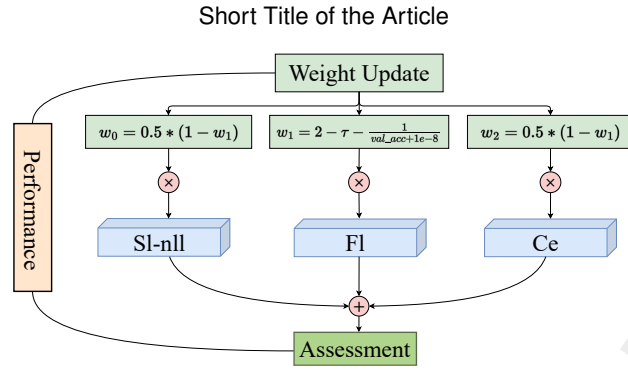 Short Title of the Article
Weight Update
w₀ = 0.5 * (1 − w₁)
w₁ = 2 − τ − 1/(val_acc+1e−8)
w₂ = 0.5 * (1 − w₁)
Performance
×
×
×
Sl-nll
Fl
Ce
+
Assessment